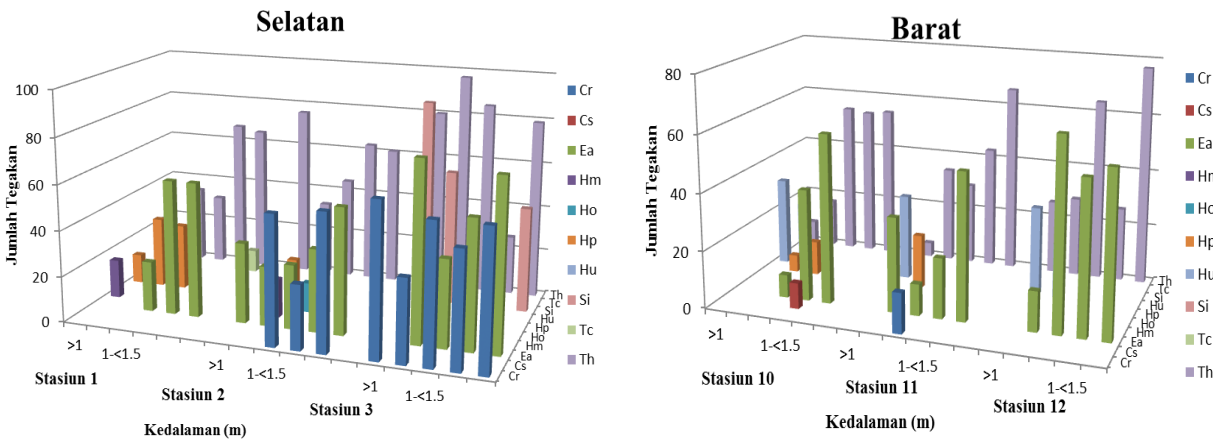 Selatan
Jumlah Tegakan
100
80
60
40
20
0
>1
1-<1.5
>1
1-<1.5
>1
1-<1.5
Stasiun 1
Stasiun 2
Stasiun 3
Kedalaman (m)
Th
Tc
Si
Hu
Hp
Ho
Hm
Ea
Cs
Cr
Cr
Cs
Ea
Hm
Ho
Hp
Hu
Si
Tc
Th
Barat
Jumlah Tegakan
80
60
40
20
0
>1
1-<1.5
>1
1-<1.5
>1
1-<1.5
Stasiun 10
Stasiun 11
Stasiun 12
Kedalaman (m)
Th
Tc
Si
Hu
Hp
Ho
Hm
Ea
Cs
Cr
Cr
Cs
Ea
Hu
Si
Tc
Th